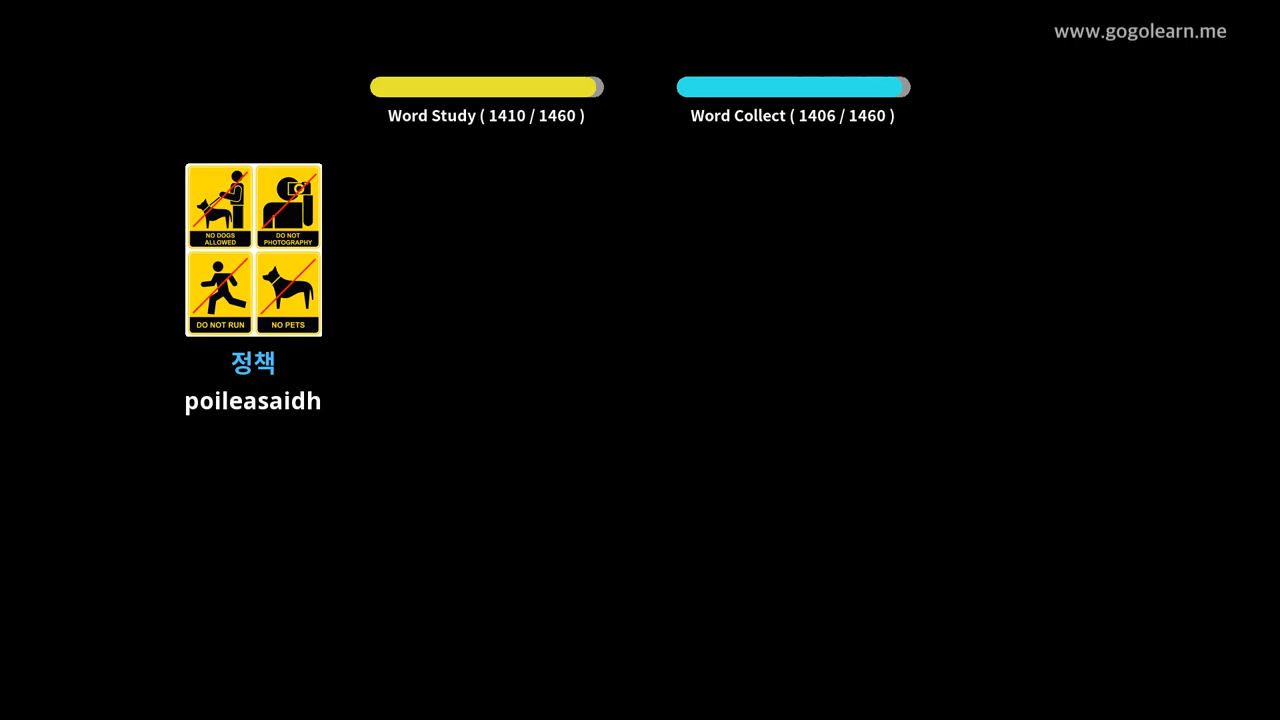 www.gogolearn.me
Word Study ( 1410 / 1460 )
Word Collect ( 1406 / 1460 )
NO DOGS
ALLOWED
DO NOT
PHOTOGRAPHY
DO NOT RUN
NO PETS
정책
poileasaidh